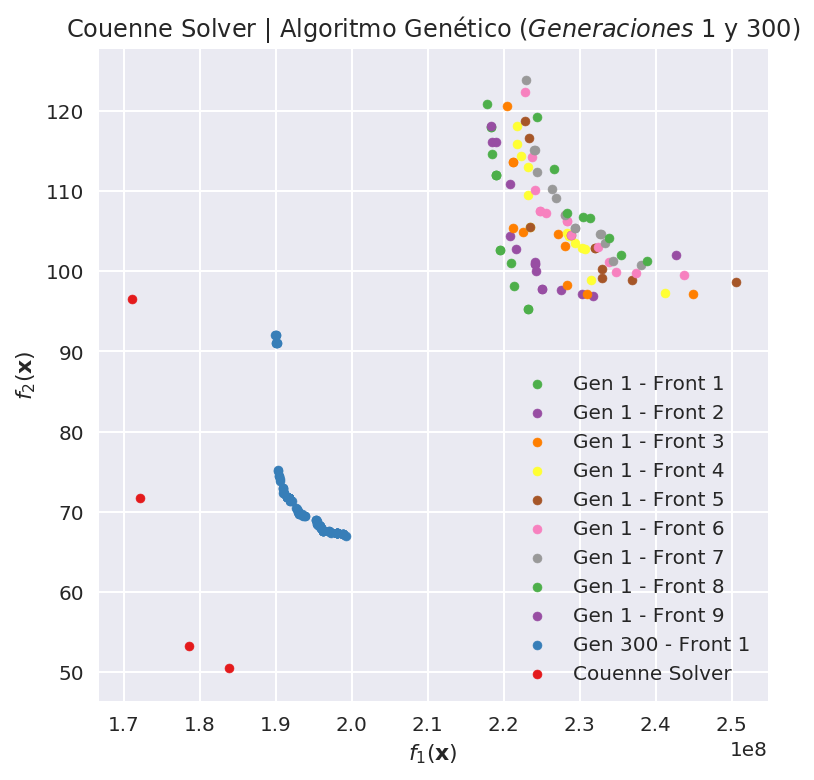 Couenne Solver | Algoritmo Genético (Generaciones 1 y 300)
f₂(x)
120
110
100
90
80
70
60
50
Gen 1 - Front 1
Gen 1 - Front 2
Gen 1 - Front 3
Gen 1 - Front 4
Gen 1 - Front 5
Gen 1 - Front 6
Gen 1 - Front 7
Gen 1 - Front 8
Gen 1 - Front 9
Gen 300 - Front 1
Couenne Solver
1.7 1.8 1.9 2.0 2.1 2.2 2.3 2.4 2.5
1e8
f₁(x)